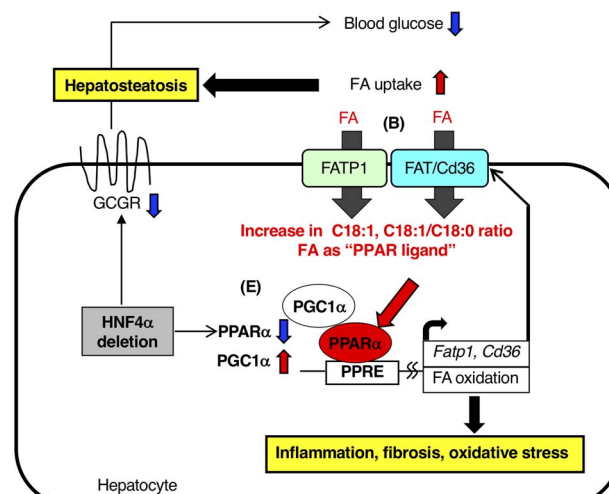 Blood glucose
Hepatosteatosis
FA uptake
FA
(B)
FA
FATP1
FAT/Cd36
GCGR
Increase in C18:1, C18:1/C18:0 ratio
FA as “PPAR ligand”
(E)
PGC1α
HNF4α
deletion
PPARα
PGC1α
PPARα
PPRE
Fatp1, Cd36
FA oxidation
Inflammation, fibrosis, oxidative stress
Hepatocyte